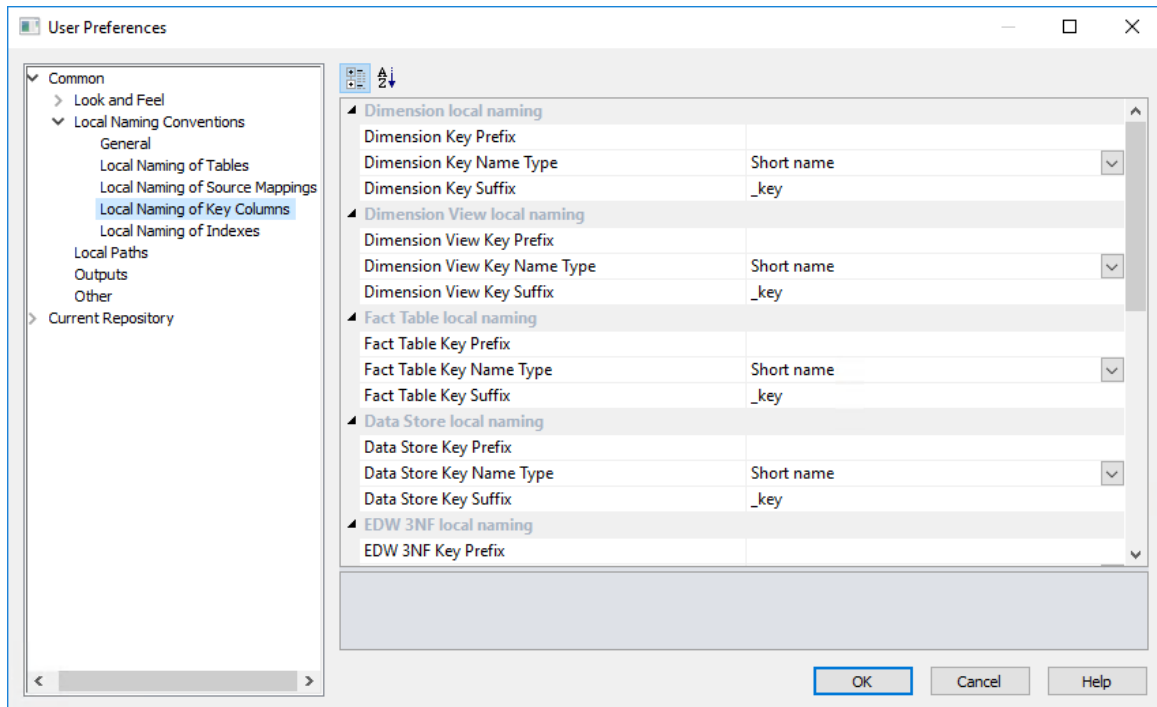 User Preferences
Common
Look and Feel
Local Naming Conventions
General
Local Naming of Tables
Local Naming of Source Mappings
Local Naming of Key Columns
Local Naming of Indexes
Local Paths
Outputs
Other
Current Repository
Dimension local naming
Dimension Key Prefix
Dimension Key Name Type Short name
Dimension Key Suffix _key
Dimension View local naming
Dimension View Key Prefix
Dimension View Key Name Type Short name
Dimension View Key Suffix _key
Fact Table local naming
Fact Table Key Prefix
Fact Table Key Name Type Short name
Fact Table Key Suffix _key
Data Store local naming
Data Store Key Prefix
Data Store Key Name Type Short name
Data Store Key Suffix _key
EDW 3NF local naming
EDW 3NF Key Prefix
OK Cancel Help